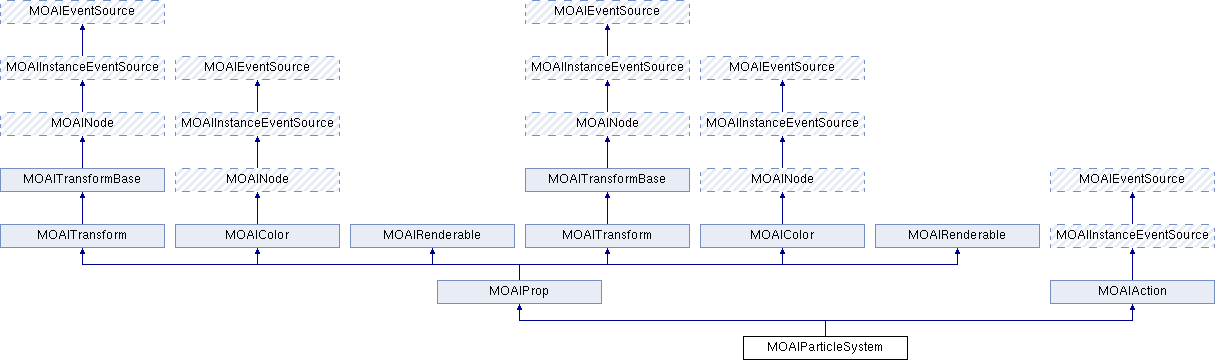 MOAIEventSource
MOAIEventSource
MOAIInstanceEventSource
MOAIEventSource
MOAIInstanceEventSource
MOAIEventSource
MOAINode
MOAIInstanceEventSource
MOAINode
MOAIInstanceEventSource
MOAITransformBase
MOAINode
MOAITransformBase
MOAINode
MOAIEventSource
MOAITransform
MOAIColor
MOAIRenderable
MOAITransform
MOAIColor
MOAIRenderable
MOAIInstanceEventSource
MOAIProp
MOAIAction
MOAIParticleSystem